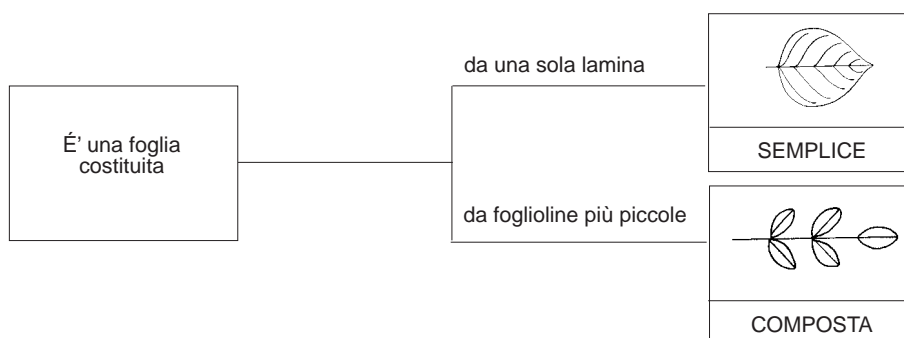 É' una foglia
costituita
da una sola lamina
SEMPLICE
da foglioline più piccole
COMPOSTA